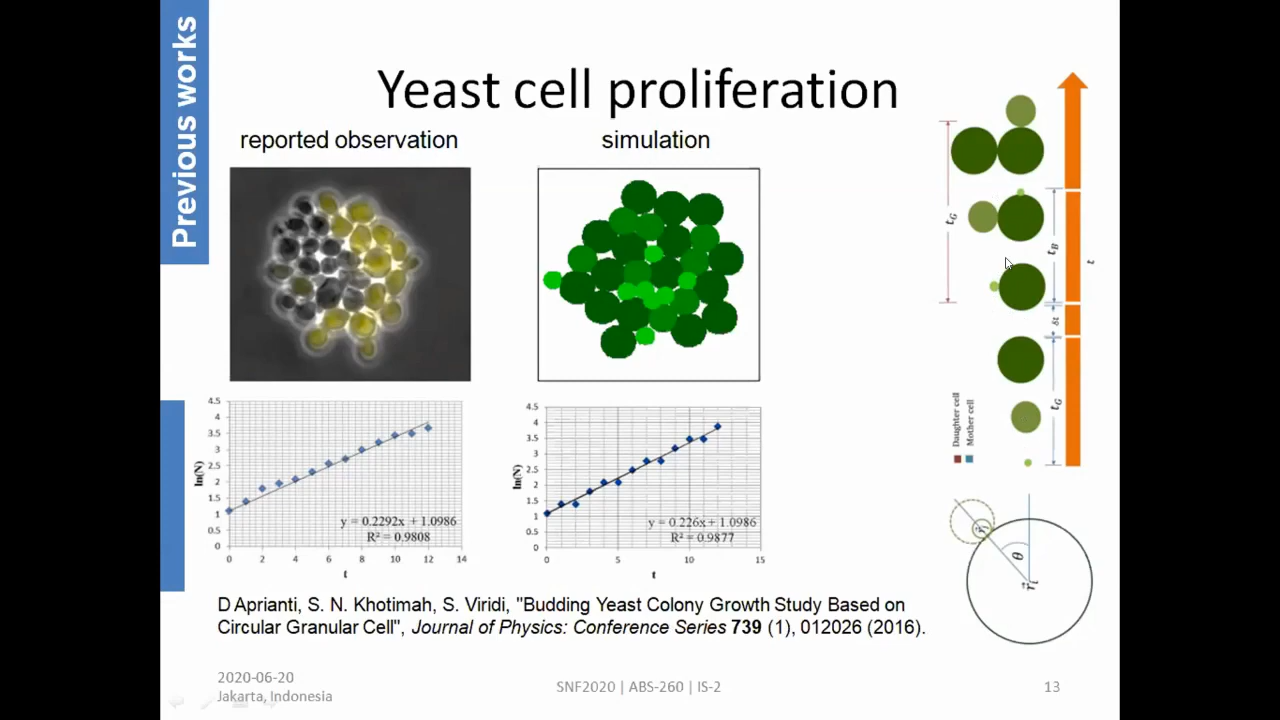 Previous works
Yeast cell proliferation
reported observation
simulation
4.5
4
3.5
3
2.5
2
1.5
1
0.5
0
ln(N)
y = 0.2292x + 1.0986
R² = 0.9808
0 2 4 6 8 10 12 14
t
4.5
4
3.5
3
2.5
2
1.5
1
0.5
0
ln(N)
y = 0.226x + 1.0986
R² = 0.9877
0 5 10 15
t
t_G
t_B
t
δt
t_G
Daughter cell
Mother cell
θ
D Aprianti, S. N. Khotimah, S. Viridi, "Budding Yeast Colony Growth Study Based on
Circular Granular Cell", Journal of Physics: Conference Series 739 (1), 012026 (2016).
2020-06-20
Jakarta, Indonesia
SNF2020 | ABS-260 | IS-2
13